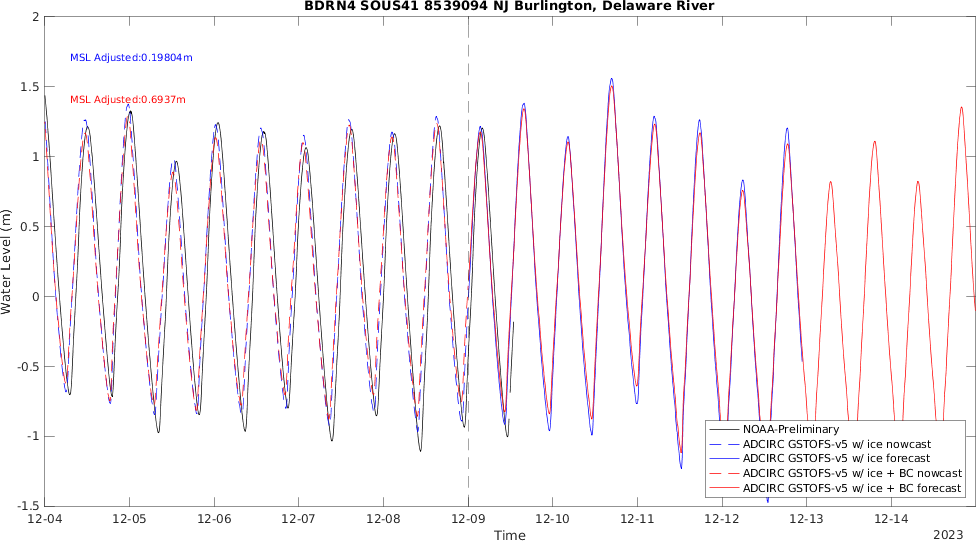 BDRN4 SOUS41 8539094 NJ Burlington, Delaware River
MSL Adjusted:0.19804m
MSL Adjusted:0.6937m
Water Level (m)
2
1.5
1
0.5
0
-0.5
-1
-1.5
NOAA-Preliminary
ADCIRC GSTOFS-v5 w/ ice nowcast
ADCIRC GSTOFS-v5 w/ ice forecast
ADCIRC GSTOFS-v5 w/ ice + BC nowcast
ADCIRC GSTOFS-v5 w/ ice + BC forecast
12-04 12-05 12-06 12-07 12-08 12-09 12-10 12-11 12-12 12-13 12-14
Time
2023